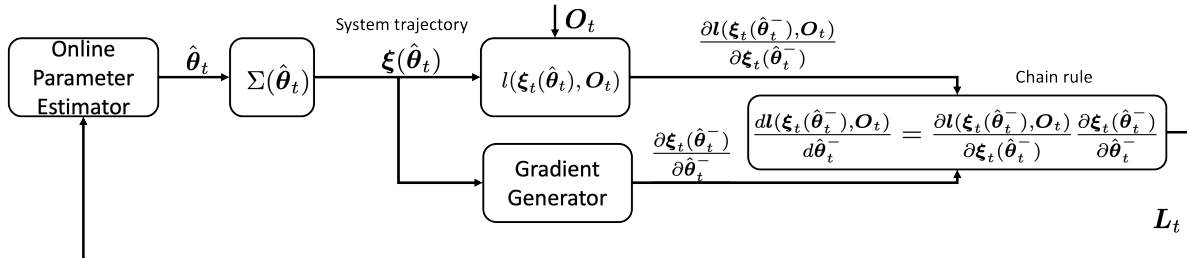 Online
Parameter
Estimator
θ̂_t
Σ(θ̂_t)
System trajectory
ξ(θ̂_t)
O_t
l(ξ_t(θ̂_t), O_t)
∂l(ξ_t(θ̂_t^-), O_t) / ∂ξ_t(θ̂_t^-)
Gradient
Generator
∂ξ_t(θ̂_t^-) / ∂θ̂_t^-
Chain rule
dl(ξ_t(θ̂_t^-), O_t) / dθ̂_t^- = ∂l(ξ_t(θ̂_t^-), O_t) / ∂ξ_t(θ̂_t^-) ∂ξ_t(θ̂_t^-) / ∂θ̂_t^-
L_t